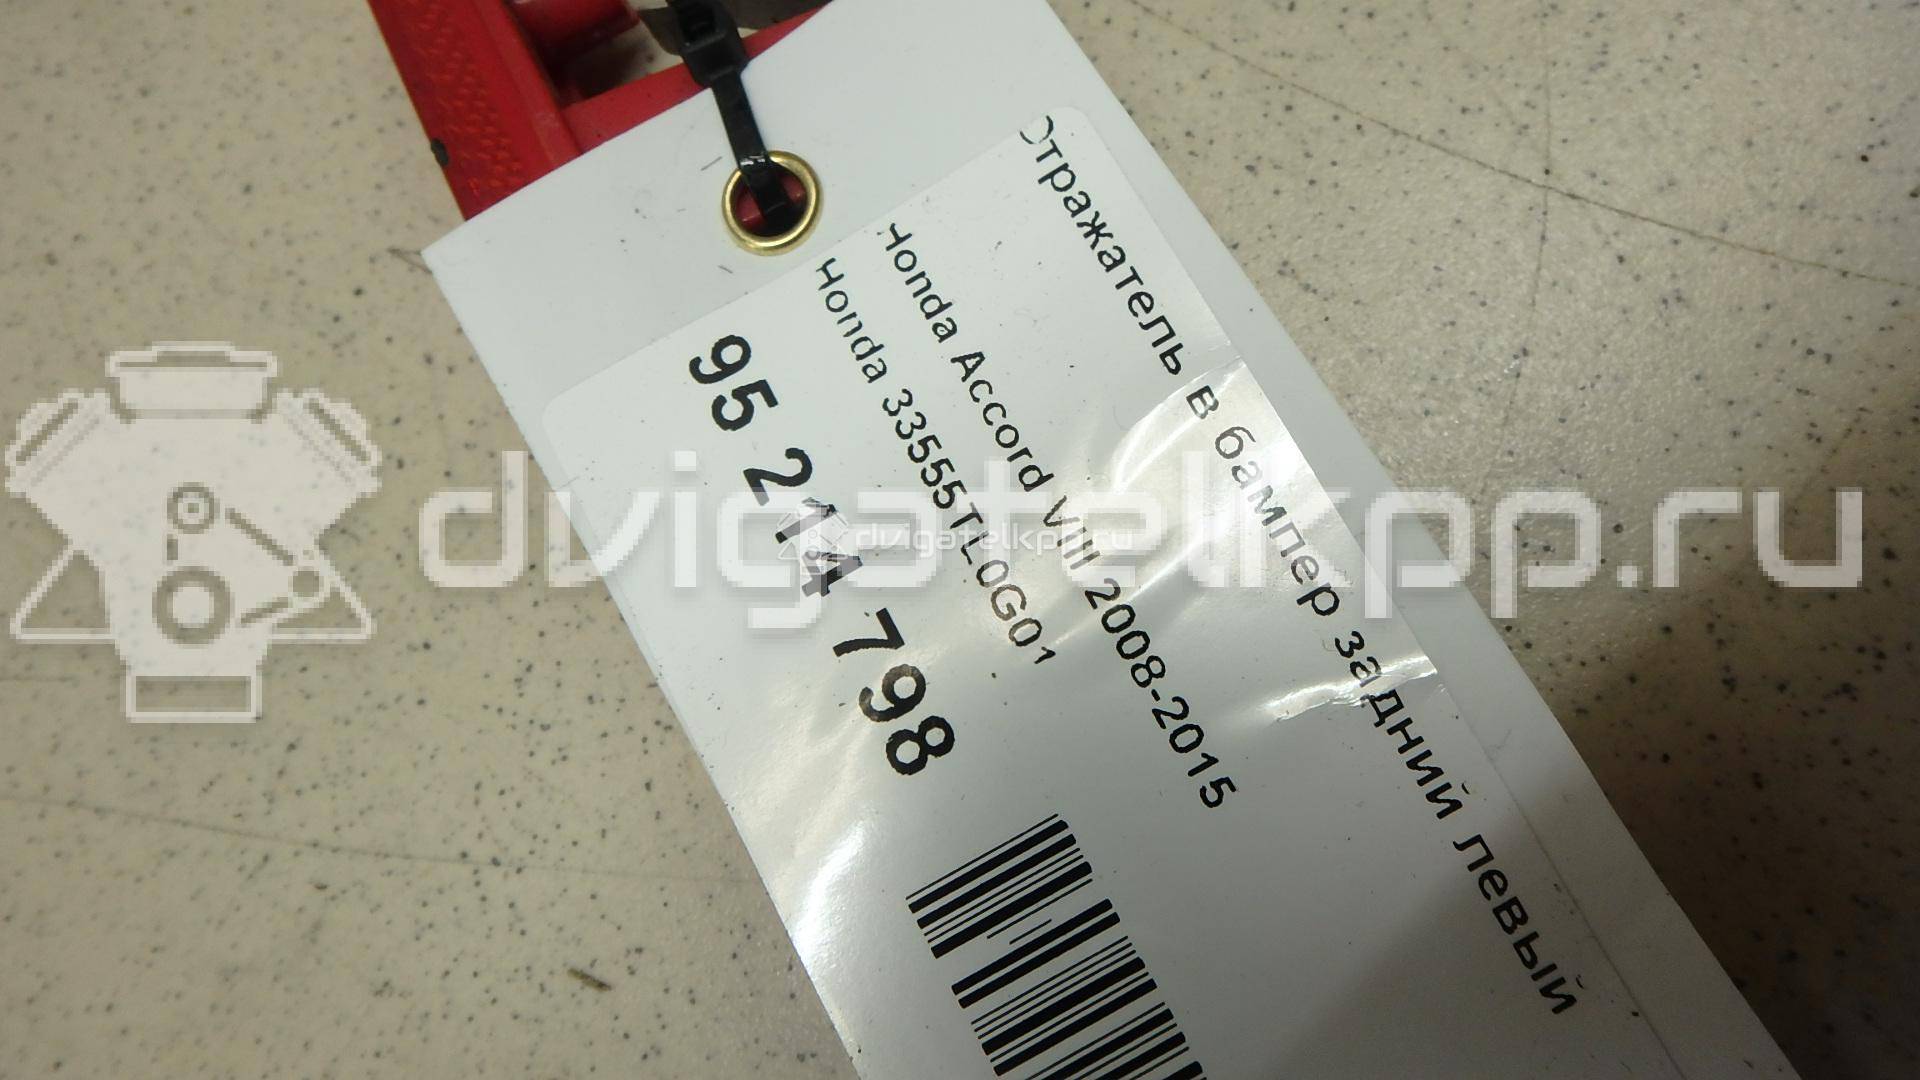 Отражатель в бампер задний левый
Honda Accord VIII 2008-2015
Honda 33555TL0G01
95 214 798
dvigatelkpp.ru
dvigatelkpp.ru